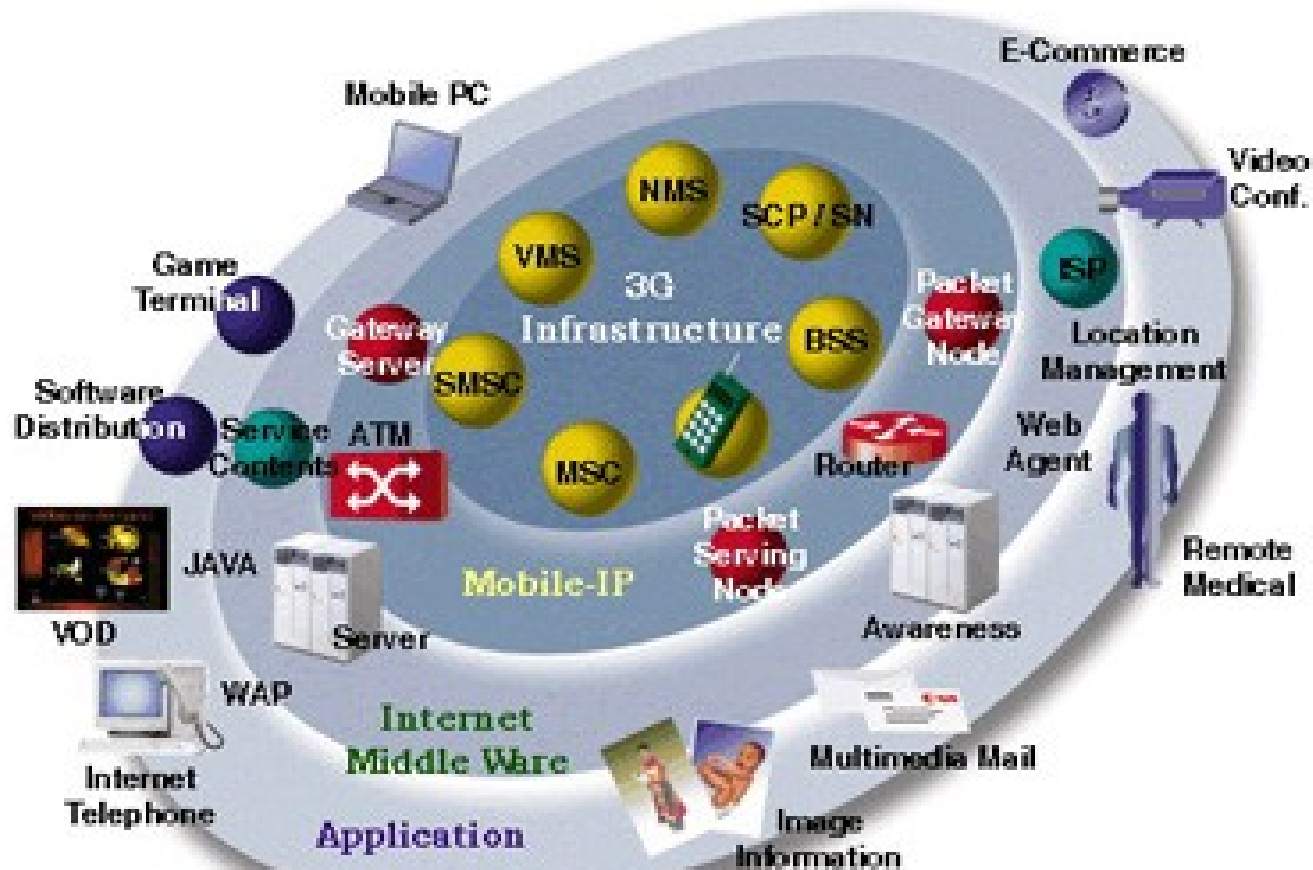 E-Commerce
Mobile PC
Video
Conf.
NMS
SCP / SN
VMS
ISP
Game
Terminal
3G
Infrastructure
Packet
Gateway
Node
Gateway
Server
BSS
Location
Management
SMSC
Software
Distribution
Service
Contents
ATM
MSC
Router
Web
Agent
Packet
Serving
Node
JAVA
Mobile-IP
Remote
Medical
VOD
Server
Awareness
WAP
Internet
Middle Ware
Multimedia Mail
Internet
Telephone
Application
Image
Information